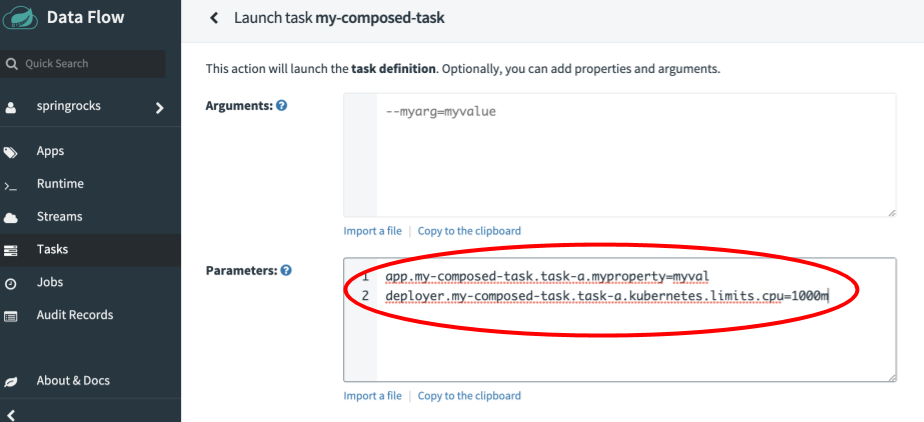 Data Flow
Quick Search
springrocks
Apps
Runtime
Streams
Tasks
Jobs
Audit Records
About & Docs
Launch task my-composed-task
This action will launch the task definition. Optionally, you can add properties and arguments.
Arguments:
--myarg=myvalue
Import a file | Copy to the clipboard
Parameters:
1 app.my-composed-task.task-a.myproperty=myval
2 deployer.my-composed-task.task-a.kubernetes.limits.cpu=1000m
Import a file | Copy to the clipboard